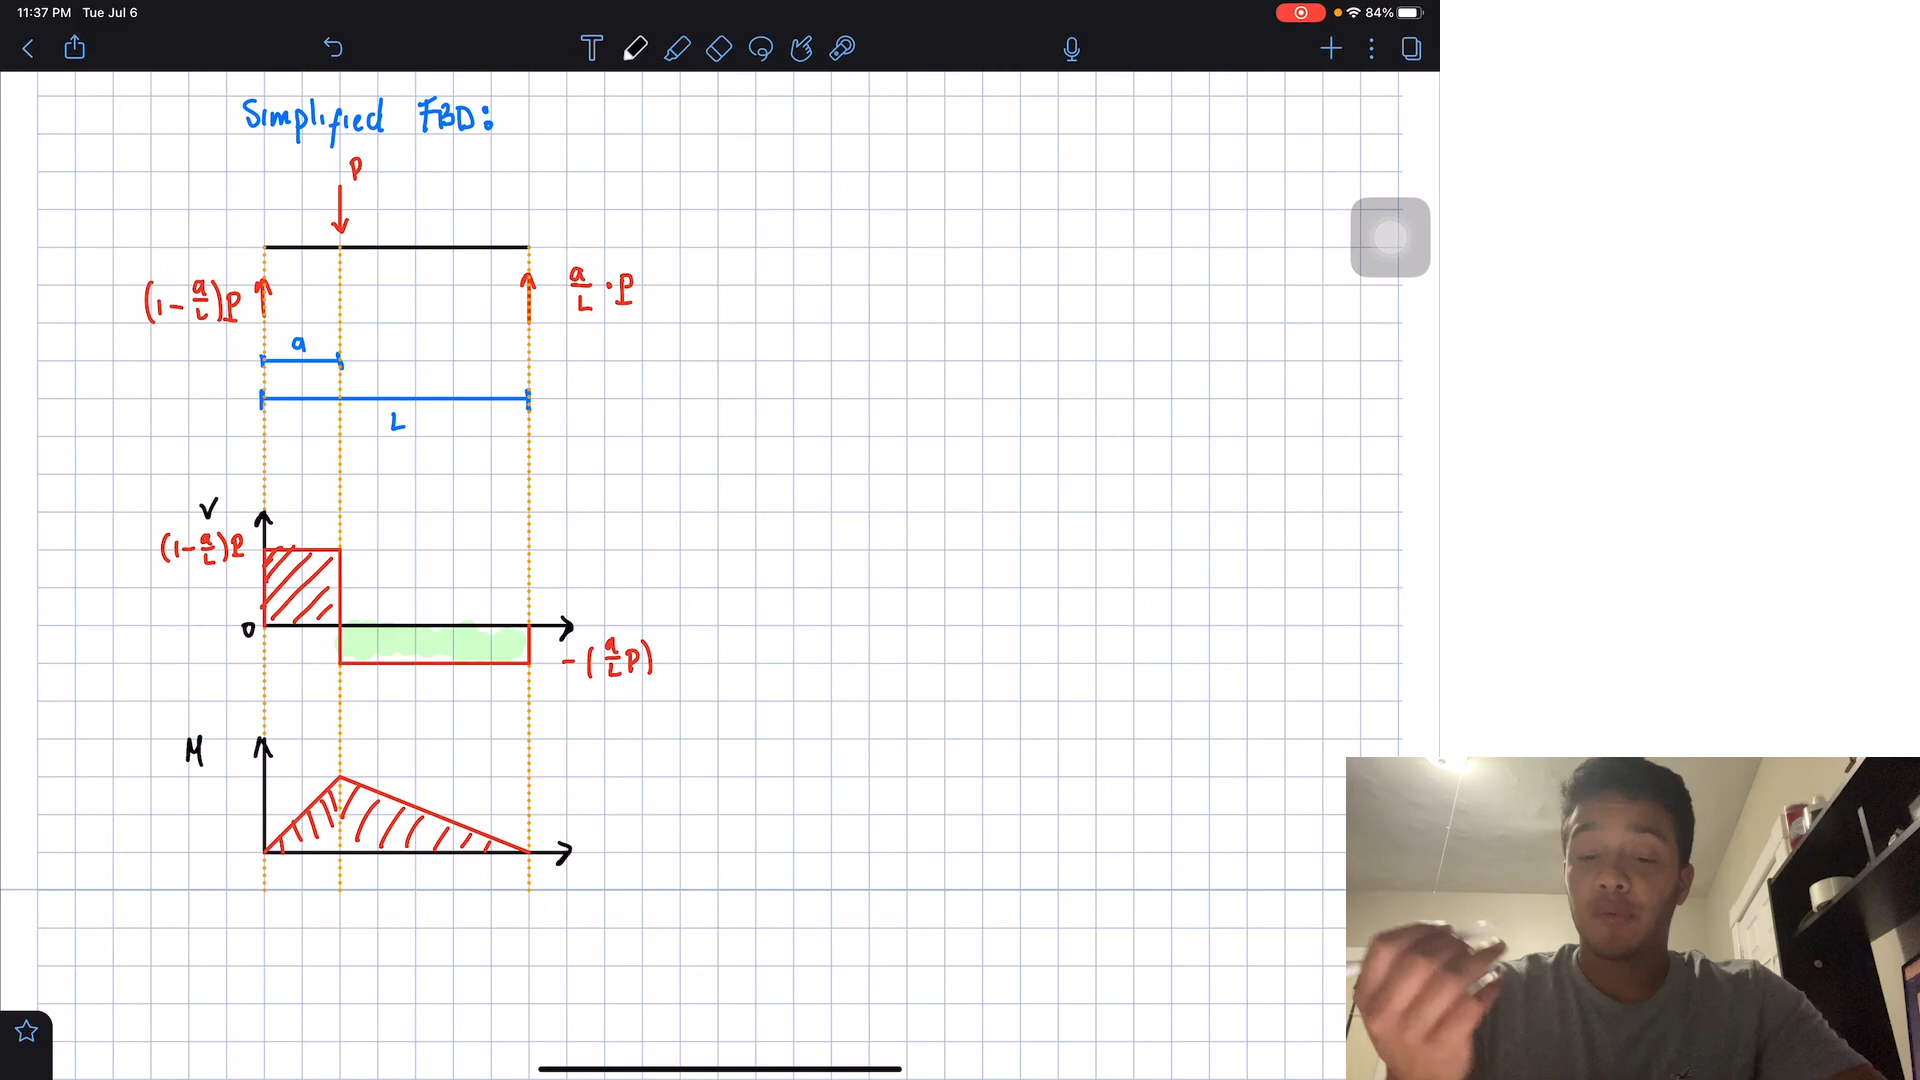 11:37 PM Tue Jul 6
84%
T
Simplified FBD:
P
(1-a/L)P
a/L · P
a
L
V
(1-a/L)P
0
-(a/L P)
M